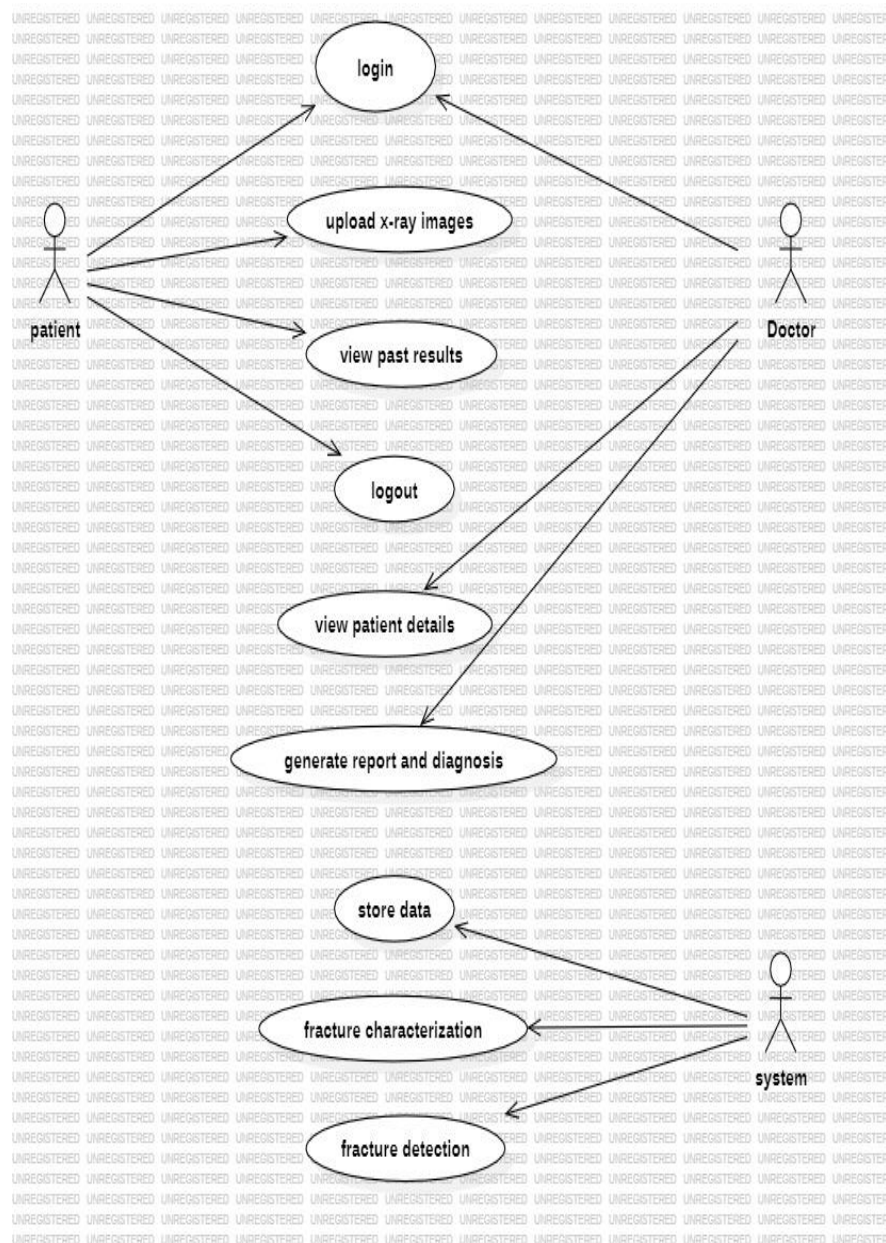 login
upload x-ray images
patient
Doctor
view past results
logout
view patient details
generate report and diagnosis
store data
fracture characterization
system
fracture detection